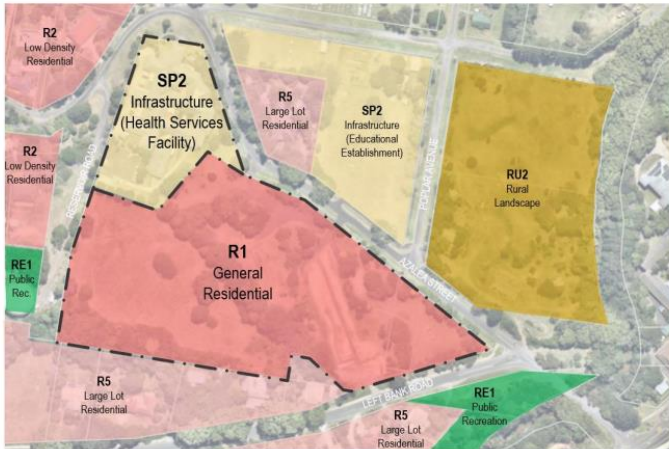 R2
Low Density
Residential
SP2
Infrastructure
(Health Services
Facility)
R5
Large Lot
Residential
SP2
Infrastructure
(Educational
Establishment)
R2
Low Density
Residential
ROAD
POPLAR AVENUE
RU2
Rural
Landscape
RE1
Public
Rec.
R1
General
Residential
AZALEA STREET
R5
Large Lot
Residential
LEFT BANK ROAD
RE1
Public
Recreation
R5
Large Lot
Residential